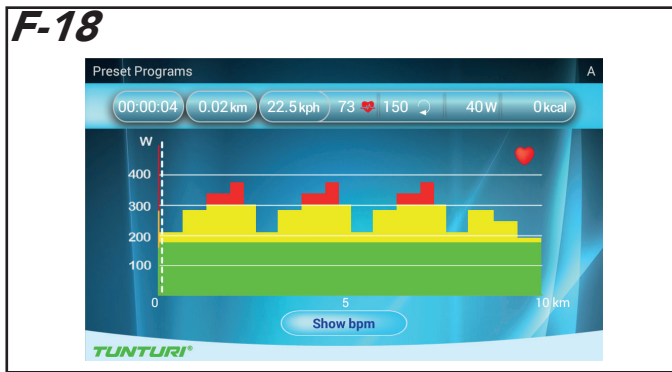 F-18
Preset Programs A
00:00:04 0.02 km 22.5 kph 73 150 40 W 0 kcal
W
400
300
200
100
0 5 10 km
Show bpm
TUNTURI®